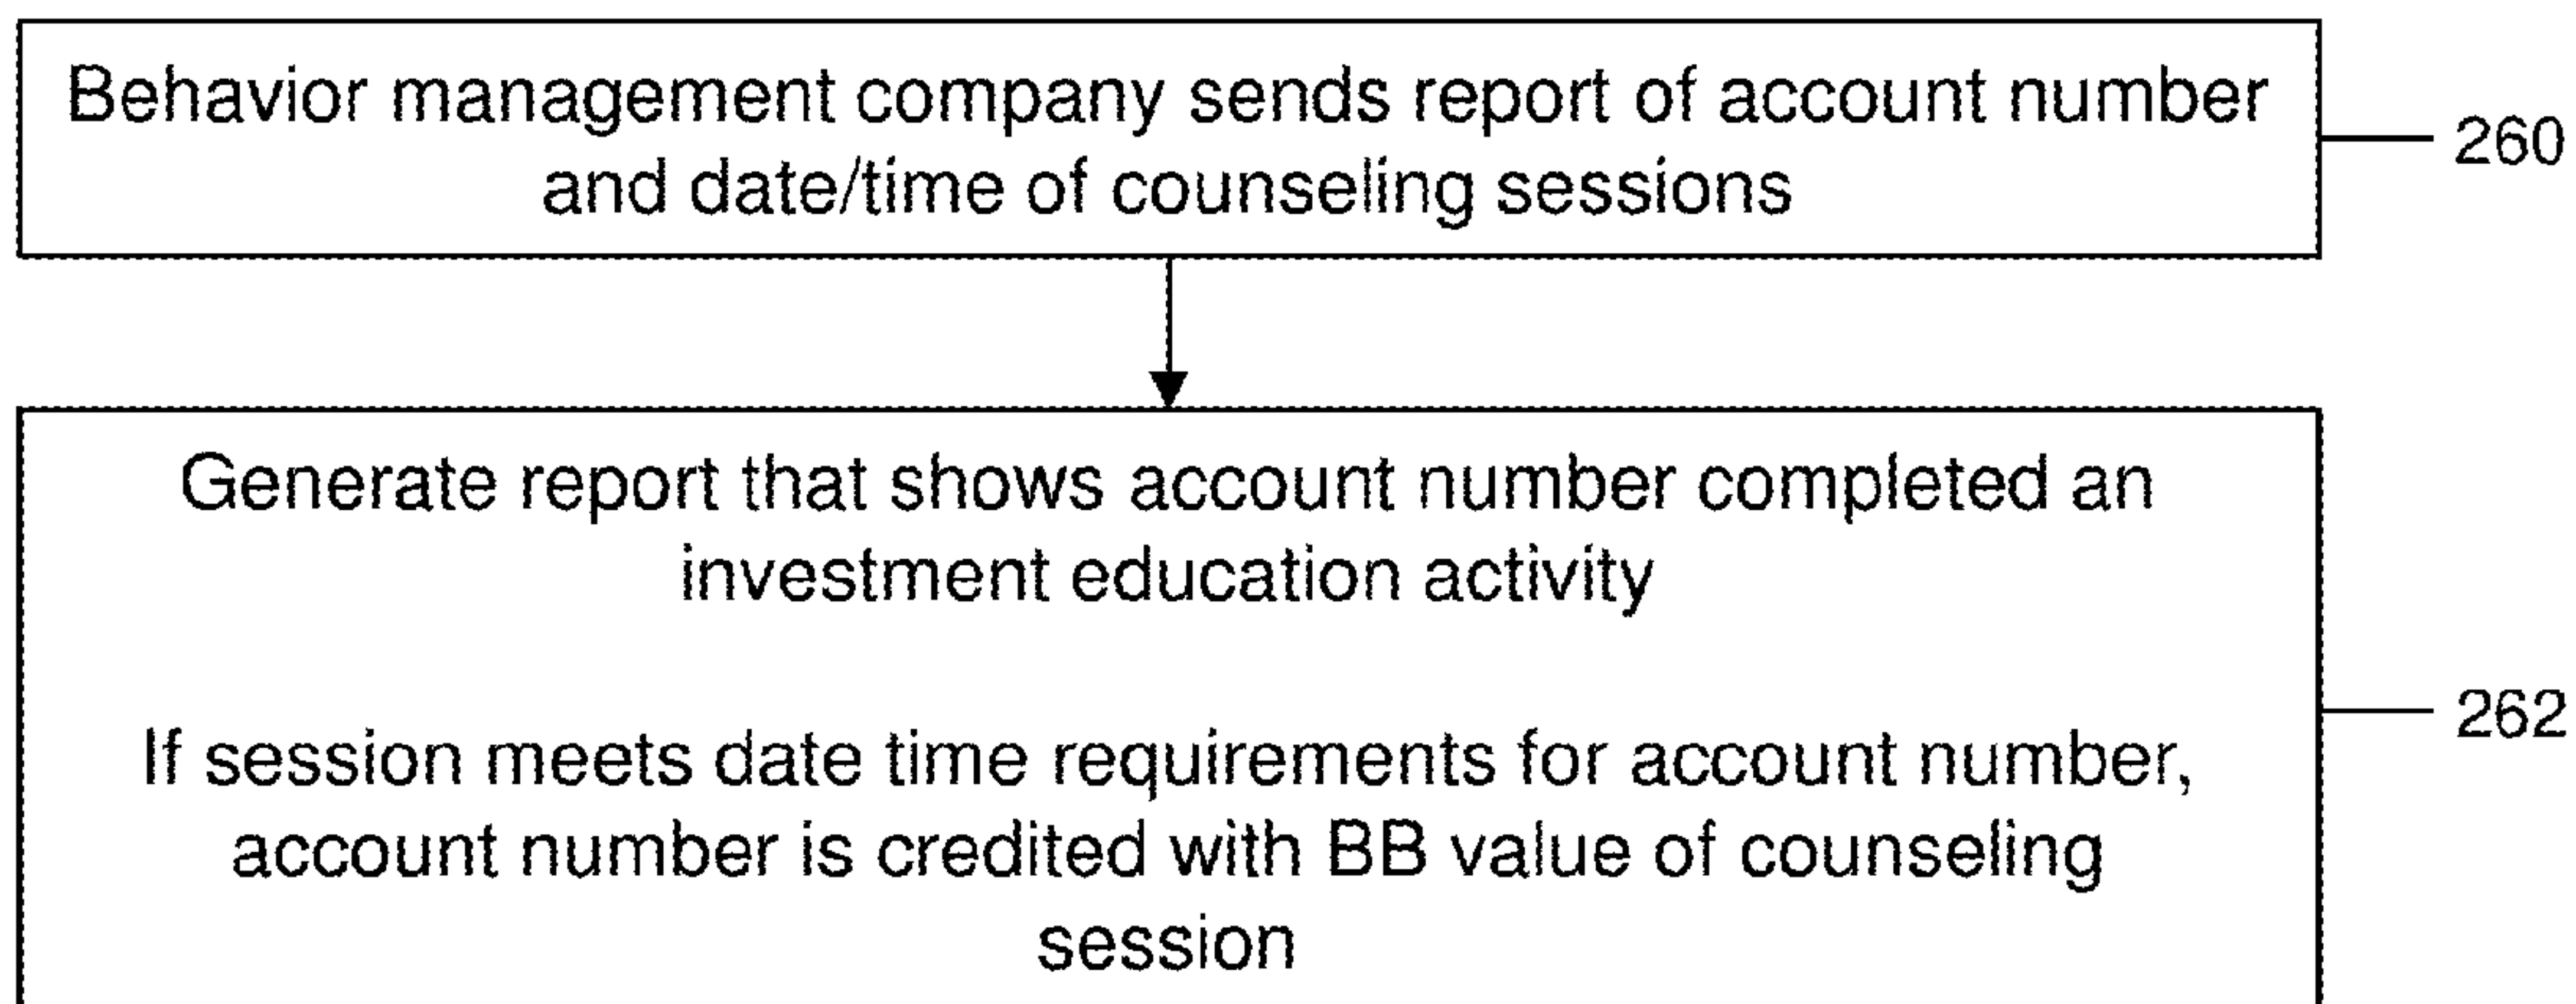 Behavior management company sends report of account number
and date/time of counseling sessions
260
Generate report that shows account number completed an
investment education activity
If session meets date time requirements for account number,
account number is credited with BB value of counseling
session
262